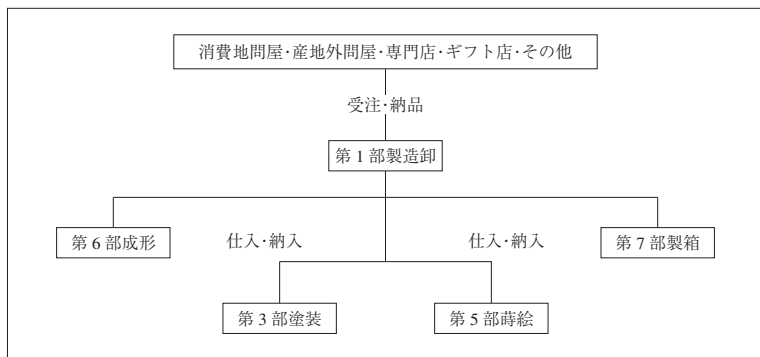 消費地問屋･産地外問屋･専門店･ギフト店･その他
受注･納品
第1部製造卸
第6部成形
仕入･納入
仕入･納入
第7部製箱
第3部塗装
第5部蒔絵